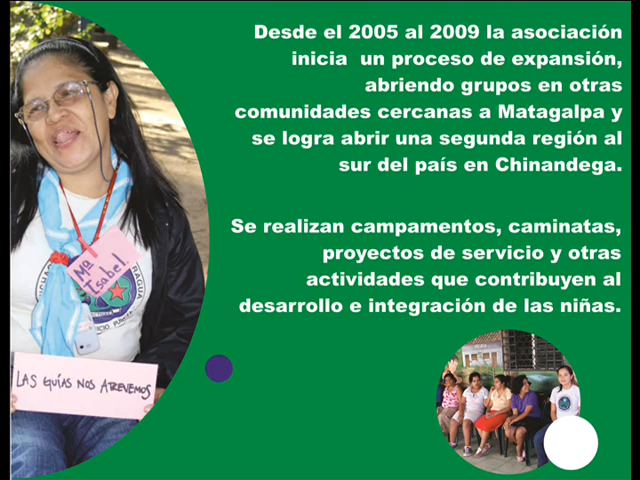 Desde el 2005 al 2009 la asociación
inicia un proceso de expansión,
abriendo grupos en otras
comunidades cercanas a Matagalpa y
se logra abrir una segunda región al
sur del país en Chinandega.
Se realizan campamentos, caminatas,
proyectos de servicio y otras
actividades que contribuyen al
desarrollo e integración de las niñas.
Mª
Isabel
LAS GUÍAS NOS ATREVEMOS